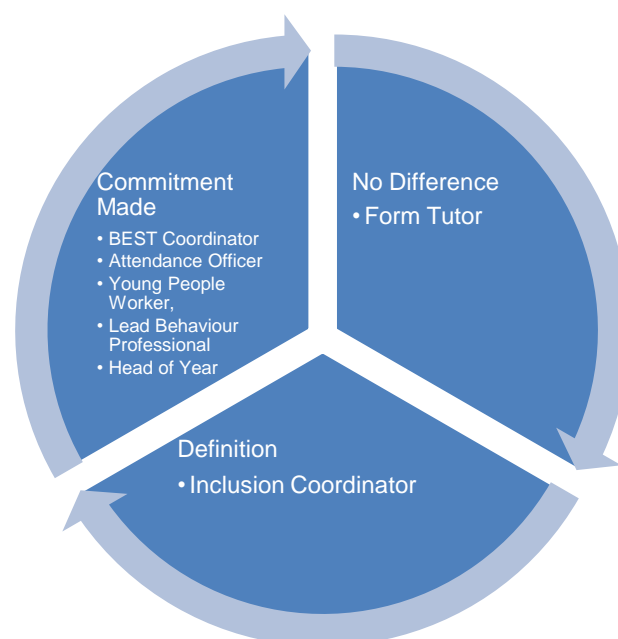 Commitment
Made
• BEST Coordinator
• Attendance Officer
• Young People
Worker,
• Lead Behaviour
Professional
• Head of Year
No Difference
• Form Tutor
Definition
• Inclusion Coordinator